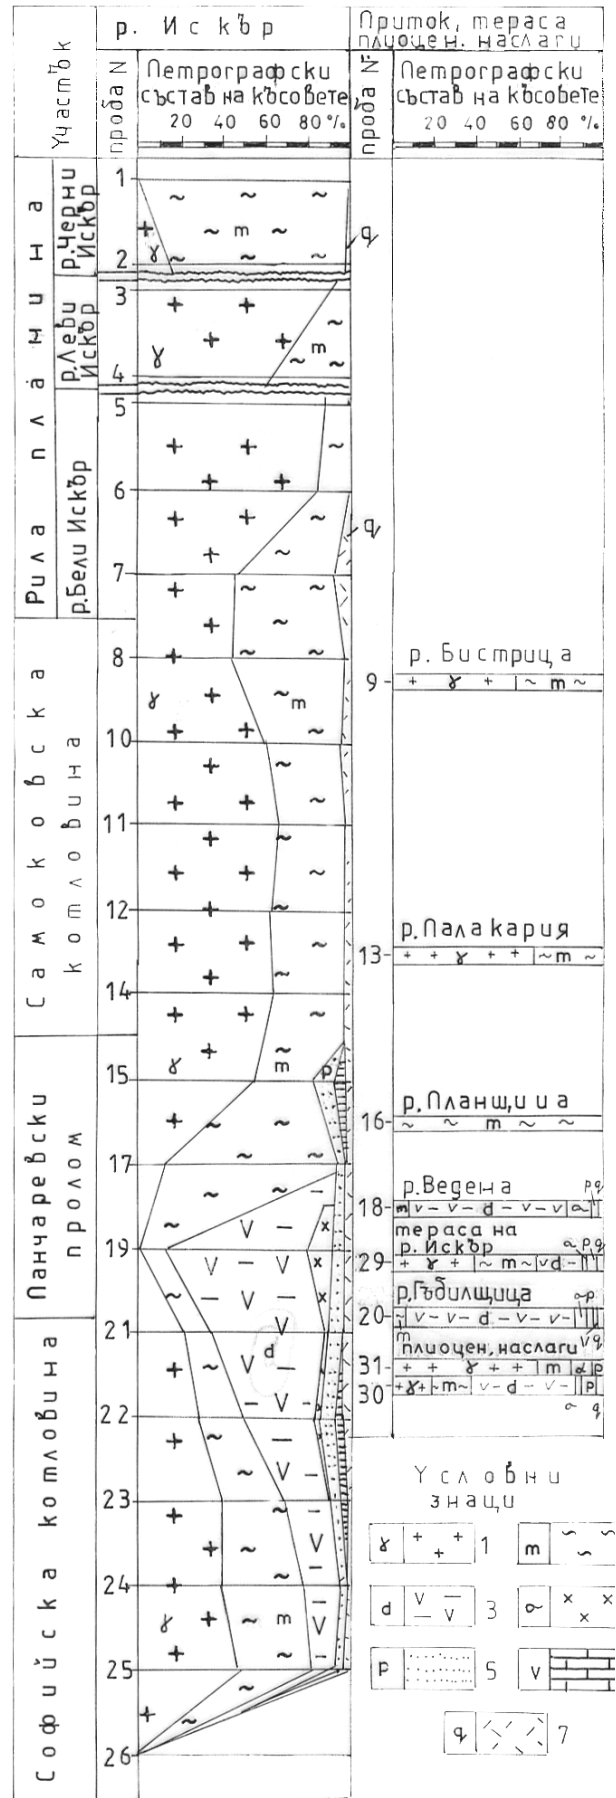 р. Искър
Приток, тераса
плиоцен. наслаги
Участък
проба N
Петрографски
състав на късовете
20 40 60 80 %
проба №
Петрографски
състав на късовете
20 40 60 80 %
Рила планина
р. Черни
Искър
р. Леви
Искър
р. Бели Искър
Самоковска
котловина
Панчаревски
пролом
Софийска котловина
1
+ γ
m
q
2
3
γ
m
4
5
6
q
7
8
γ
m
10
11
12
14
γ
m
p
15
17
19
21
d
22
23
24
γ
m
25
26
р. Бистрица
9
+ γ + ~ m ~
р. Палакария
13
+ + γ + + ~ m ~
р. Планщица
16
~ ~ m ~ ~
р. Ведена
p q
18
m v – v – d – v – v а
тераса на
р. Искър
а p q
29
+ γ + ~ m ~ v d –
р. Гъбилщица
а p
20
~ v – v – d – v – v –
m
v q
плиоцен. наслаги
31
+ + γ + + m а p
30
+ γ + ~ m ~ v – d – v – p
а q
Условни
знаци
γ 1
m
d 3
а
p 5
v
q 7